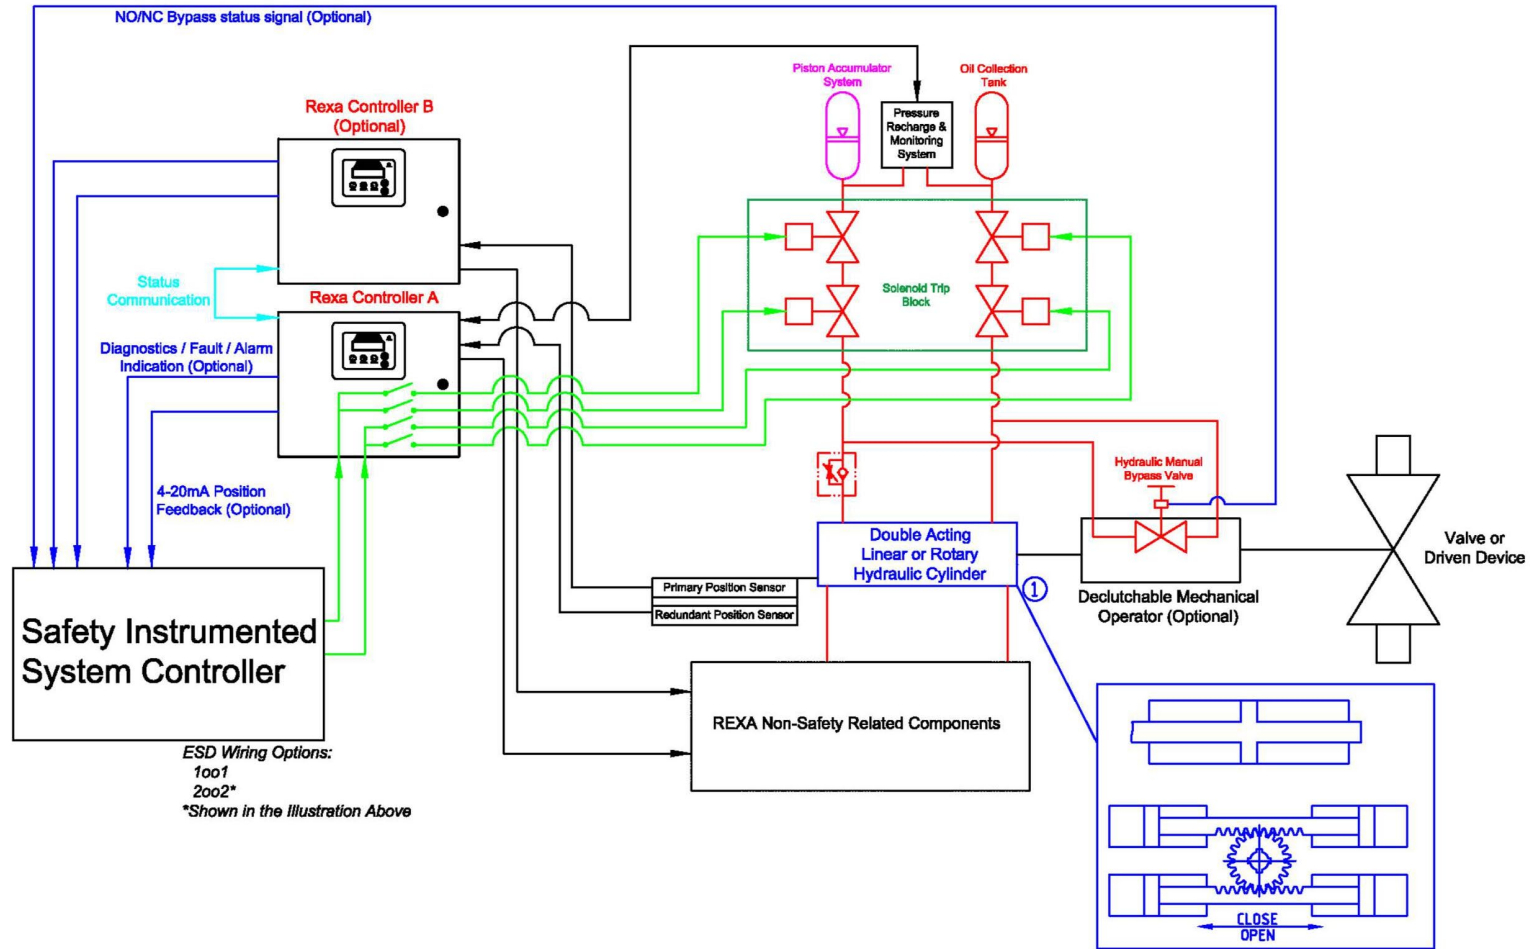 NO/NC Bypass status signal (Optional)
Piston Accumulator
System
Oil Collection
Tank
Rexa Controller B
(Optional)
Pressure
Recharge &
Monitoring
System
Status
Communication
Rexa Controller A
Solenoid Trip
Block
Diagnostics / Fault / Alarm
Indication (Optional)
4-20mA Position
Feedback (Optional)
Hydraulic Manual
Bypass Valve
Double Acting
Linear or Rotary
Hydraulic Cylinder
Valve or
Driven Device
Primary Position Sensor
Redundant Position Sensor
1
Declutchable Mechanical
Operator (Optional)
Safety Instrumented
System Controller
REXA Non-Safety Related Components
ESD Wiring Options:
1oo1
2oo2*
*Shown in the Illustration Above
CLOSE
OPEN